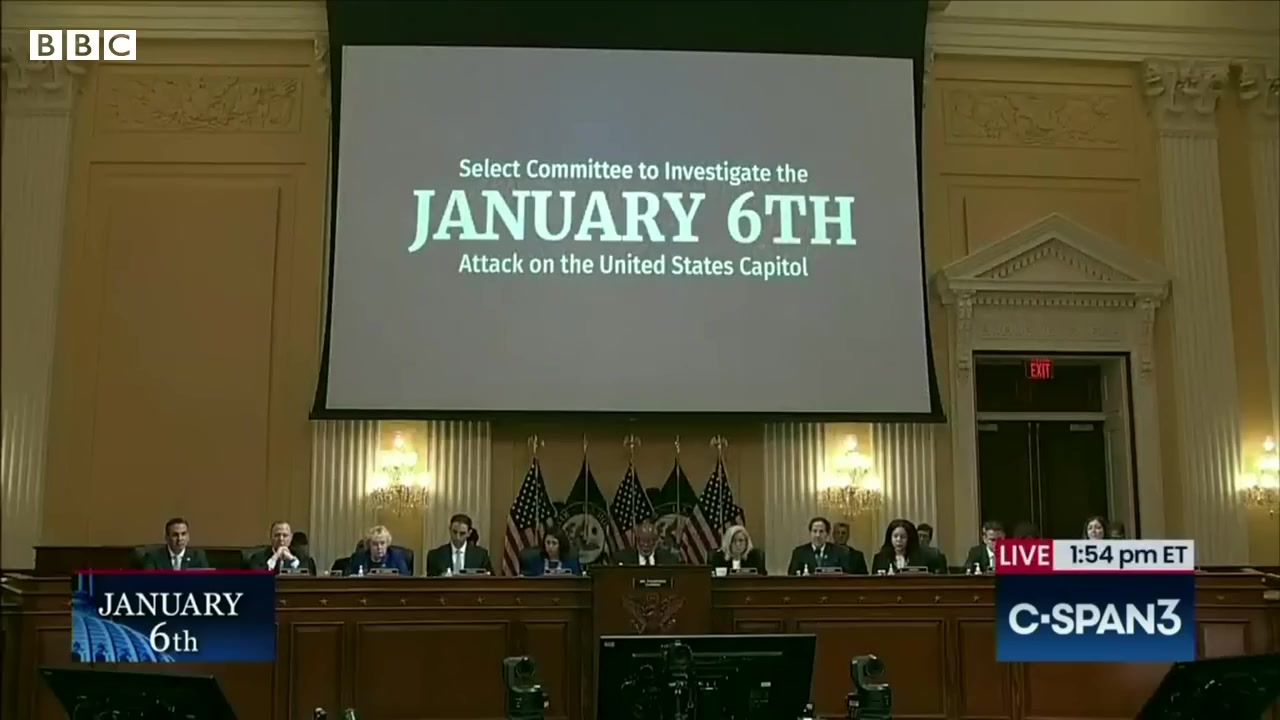 BBC
Select Committee to Investigate the
JANUARY 6TH
Attack on the United States Capitol
EXIT
LIVE 1:54 pm ET
JANUARY
6th
C-SPAN3